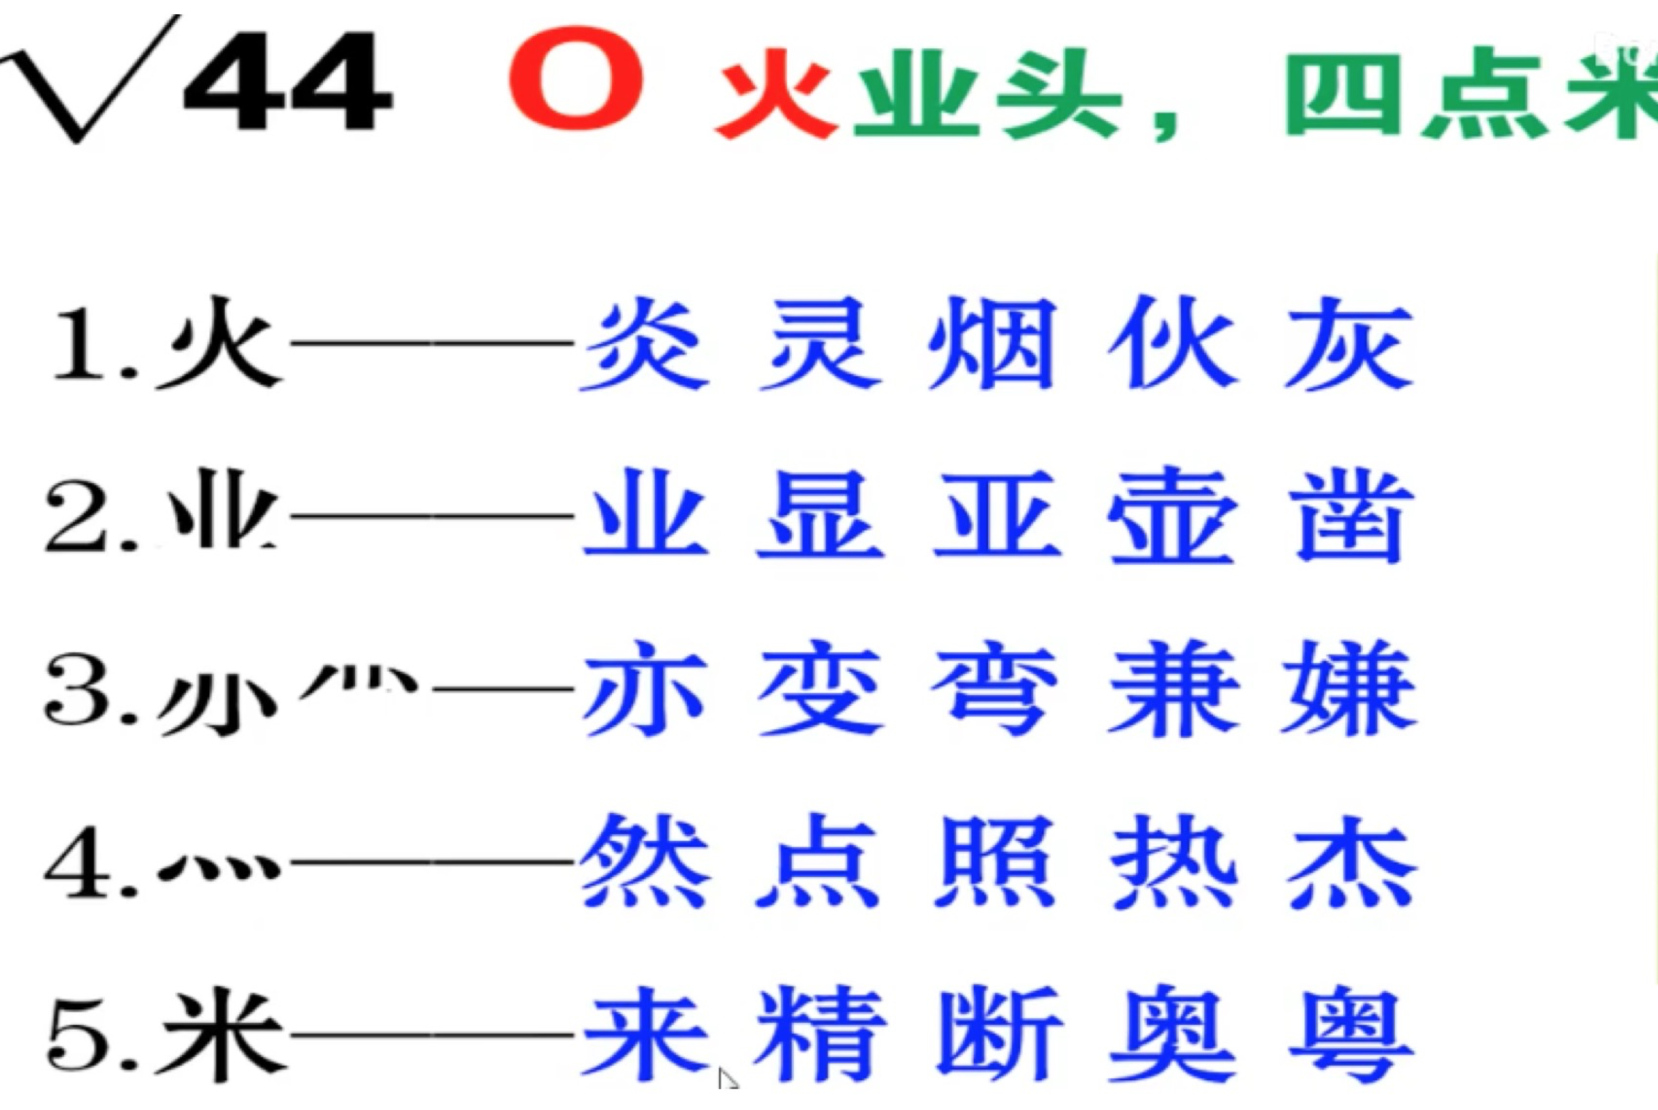 √44 O 火业头，四点米
1.火——炎 灵 烟 伙 灰
2.业——业 显 亚 壶 凿
3.——亦 变 弯 兼 嫌
4.灬——然 点 照 热 杰
5.米——来 精 断 奥 粤